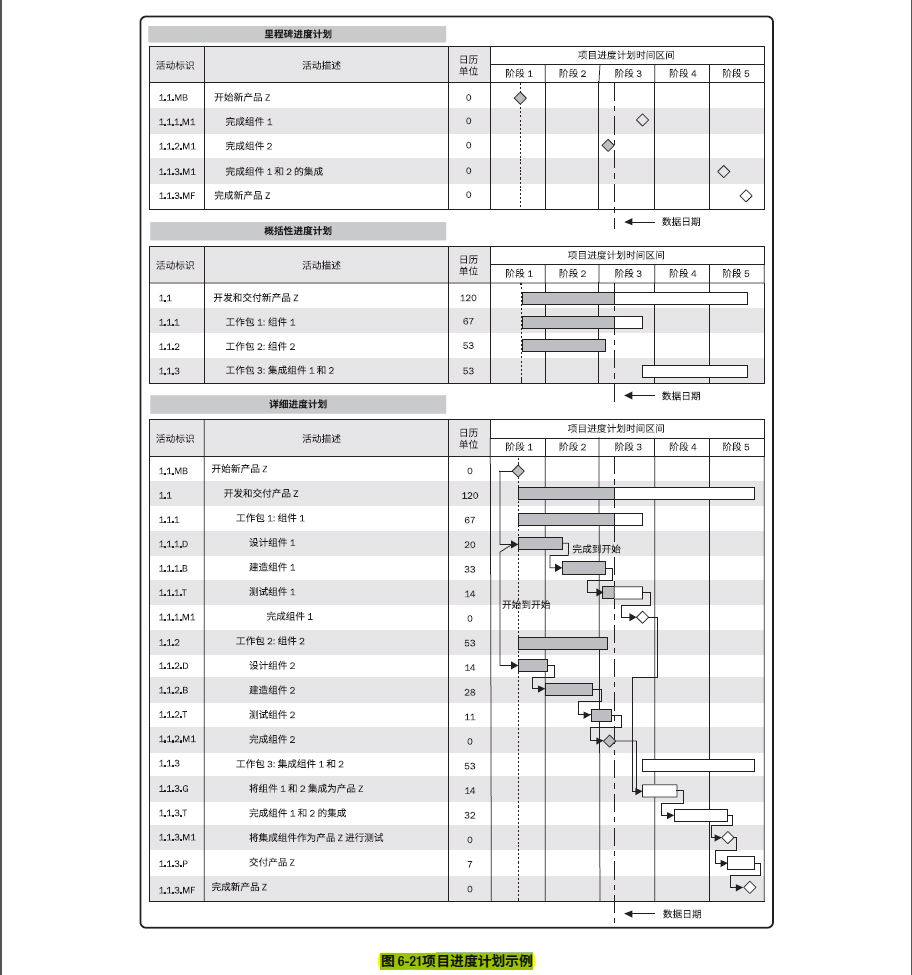 里程碑进度计划
活动标识 活动描述 日历单位 项目进度计划时间区间
阶段 1 阶段 2 阶段 3 阶段 4 阶段 5
1.1.MB 开始新产品 Z 0
1.1.1.M1 完成组件 1 0
1.1.2.M1 完成组件 2 0
1.1.3.M1 完成组件 1 和 2 的集成 0
1.1.3.MF 完成新产品 Z 0
数据日期
概括性进度计划
活动标识 活动描述 日历单位 项目进度计划时间区间
阶段 1 阶段 2 阶段 3 阶段 4 阶段 5
1.1 开发和交付新产品 Z 120
1.1.1 工作包 1: 组件 1 67
1.1.2 工作包 2: 组件 2 53
1.1.3 工作包 3: 集成组件 1 和 2 53
数据日期
详细进度计划
活动标识 活动描述 日历单位 项目进度计划时间区间
阶段 1 阶段 2 阶段 3 阶段 4 阶段 5
1.1.MB 开始新产品 Z 0
1.1 开发和交付产品 Z 120
1.1.1 工作包 1: 组件 1 67
1.1.1.D 设计组件 1 20 完成到开始
1.1.1.B 建造组件 1 33
1.1.1.T 测试组件 1 14
开始到开始
1.1.1.M1 完成组件 1 0
1.1.2 工作包 2: 组件 2 53
1.1.2.D 设计组件 2 14
1.1.2.B 建造组件 2 28
1.1.2.T 测试组件 2 11
1.1.2.M1 完成组件 2 0
1.1.3 工作包 3: 集成组件 1 和 2 53
1.1.3.G 将组件 1 和 2 集成为产品 Z 14
1.1.3.T 完成组件 1 和 2 的集成 32
1.1.3.M1 将集成组件作为产品 Z 进行测试 0
1.1.3.P 交付产品 Z 7
1.1.3.MF 完成新产品 Z 0
数据日期
图 6-21项目进度计划示例